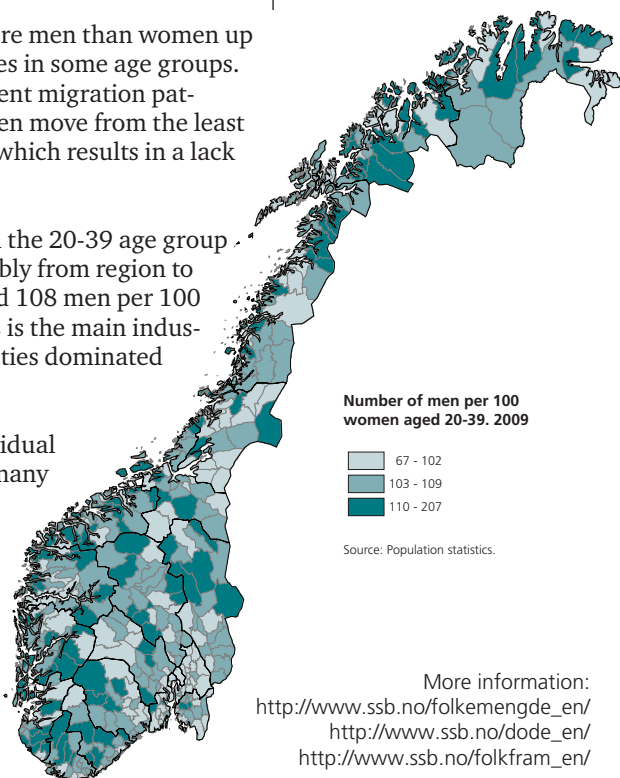 re men than women up
es in some age groups.
ent migration pat-
en move from the least
which results in a lack
the 20-39 age group
bly from region to
d 108 men per 100
is the main indus-
ties dominated
idual
many
Number of men per 100
women aged 20-39. 2009
67 - 102
103 - 109
110 - 207
Source: Population statistics.
More information:
http://www.ssb.no/folkemengde_en/
http://www.ssb.no/dode_en/
http://www.ssb.no/folkfram_en/